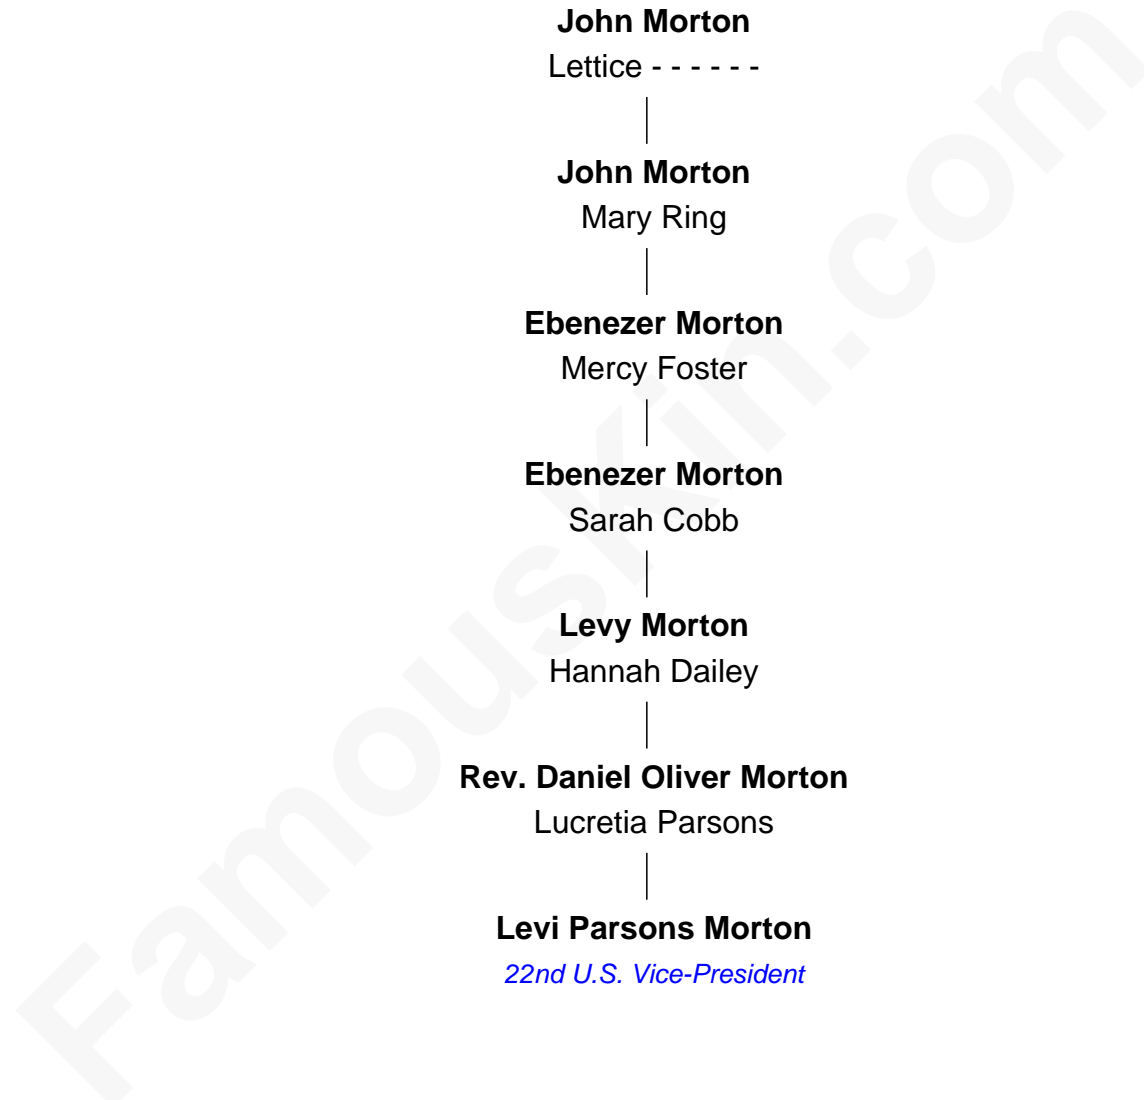 John Morton
Lettice - - - - - -
John Morton
Mary Ring
Ebenezer Morton
Mercy Foster
Ebenezer Morton
Sarah Cobb
Levy Morton
Hannah Dailey
Rev. Daniel Oliver Morton
Lucretia Parsons
Levi Parsons Morton
22nd U.S. Vice-President
FamousKin.com